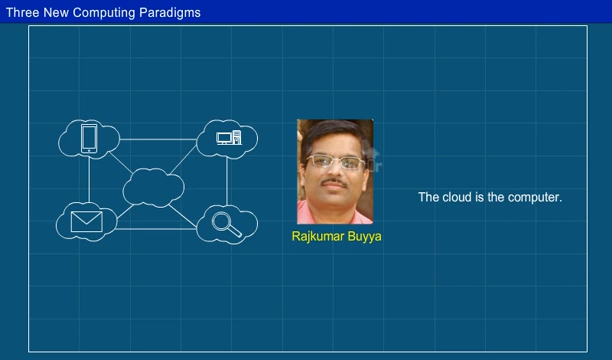 Three New Computing Paradigms
The cloud is the computer.
Rajkumar Buyya